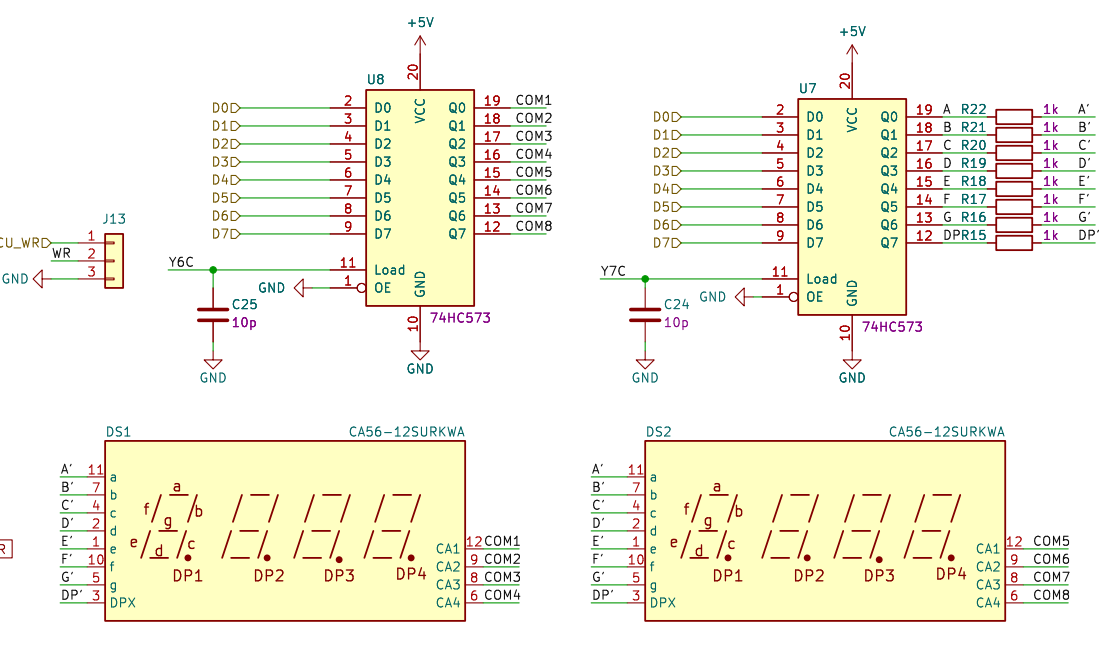 +5V
U8
20
VCC
D0 2 D0 Q0 19 COM1
D1 3 D1 Q1 18 COM2
D2 4 D2 Q2 17 COM3
D3 5 D3 Q3 16 COM4
D4 6 D4 Q4 15 COM5
D5 7 D5 Q5 14 COM6
D6 8 D6 Q6 13 COM7
D7 9 D7 Q7 12 COM8
Y6C 11 Load
GND 1 OE
GND
10
74HC573
GND
C25
10p
GND
J13
CU_WR 1
WR 2
GND 3
+5V
U7
20
VCC
D0 2 D0 Q0 19 A R22 1k A'
D1 3 D1 Q1 18 B R21 1k B'
D2 4 D2 Q2 17 C R20 1k C'
D3 5 D3 Q3 16 D R19 1k D'
D4 6 D4 Q4 15 E R18 1k E'
D5 7 D5 Q5 14 F R17 1k F'
D6 8 D6 Q6 13 G R16 1k G'
D7 9 D7 Q7 12 DP R15 1k DP'
Y7C 11 Load
GND 1 OE
GND
10
74HC573
GND
C24
10p
GND
DS1 CA56-12SURKWA
A' 11 a
B' 7 b
C' 4 c
D' 2 d
E' 1 e
F' 10 f
G' 5 g
DP' 3 DPX
a
f b
g
e d c
DP1 DP2 DP3 DP4
CA1 12 COM1
CA2 9 COM2
CA3 8 COM3
CA4 6 COM4
R
DS2 CA56-12SURKWA
A' 11 a
B' 7 b
C' 4 c
D' 2 d
E' 1 e
F' 10 f
G' 5 g
DP' 3 DPX
a
f b
g
e d c
DP1 DP2 DP3 DP4
CA1 12 COM5
CA2 9 COM6
CA3 8 COM7
CA4 6 COM8